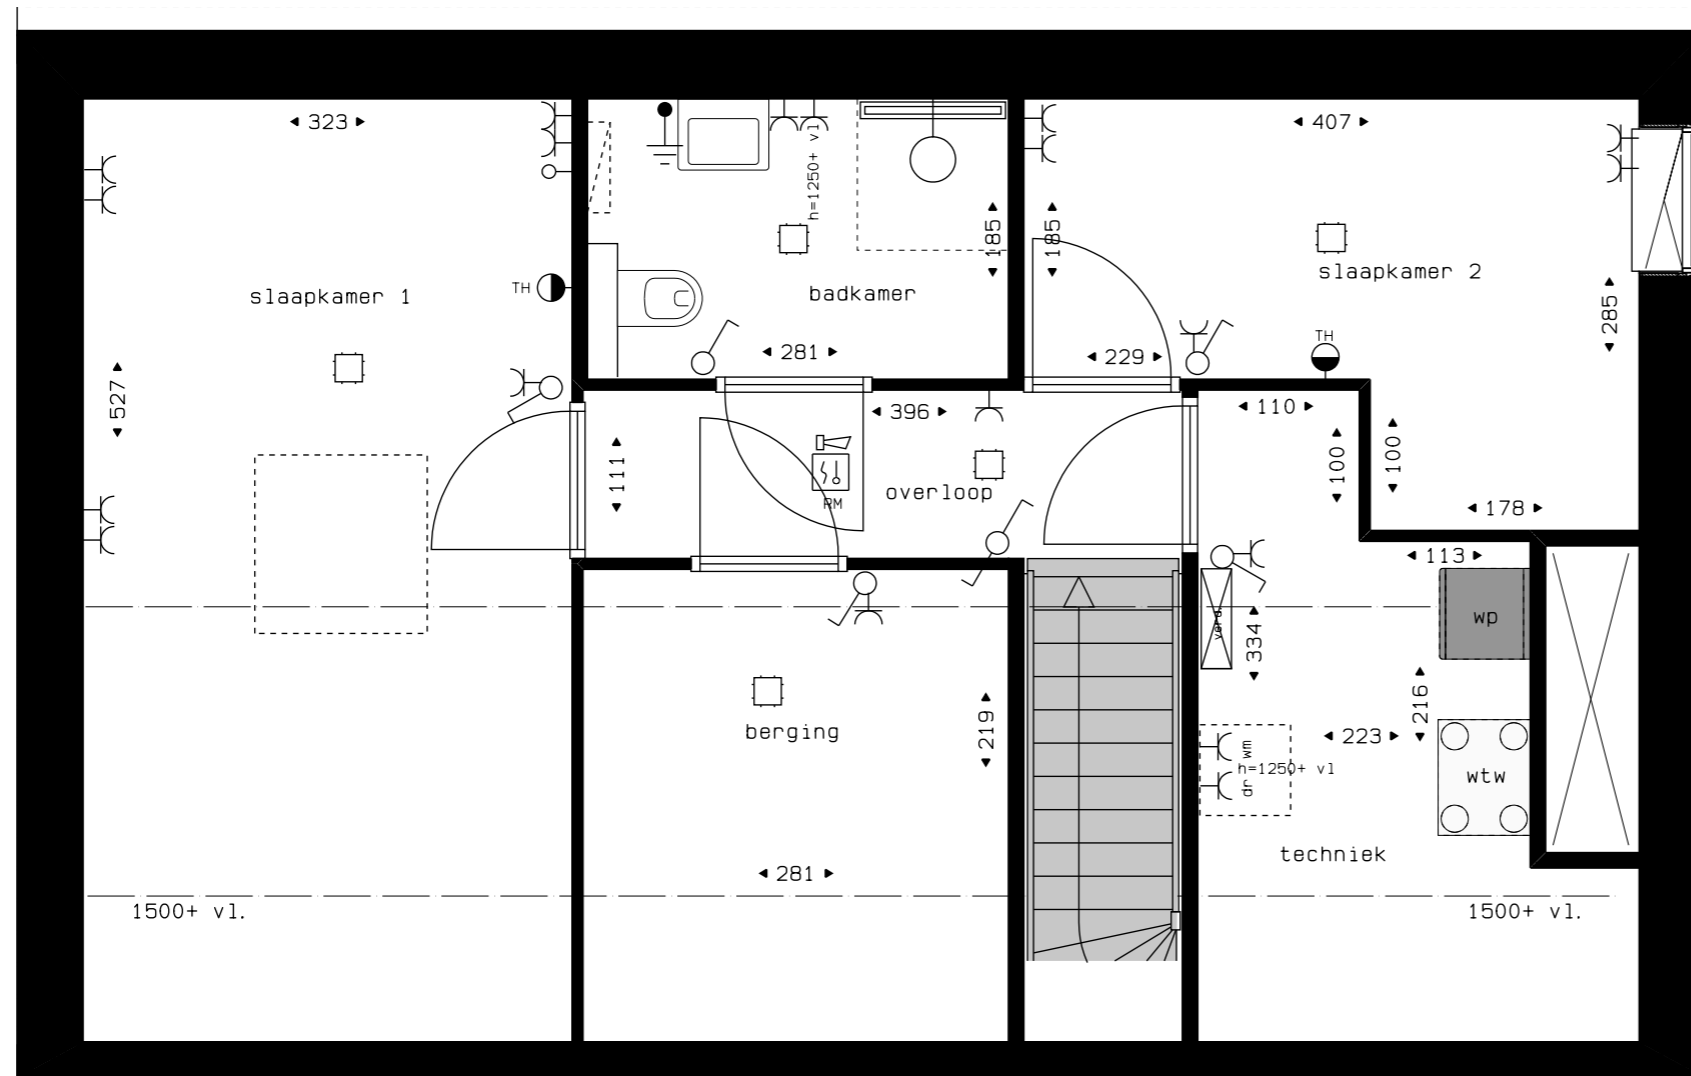 323
407
h=1250+ vl
185
185
slaapkamer 2
TH
slaapkamer 1
badkamer
285
TH
281
229
527
396
110
111
100
100
overloop
RM
178
113
verd.
wp
334
219
216
berging
223
wm
h=1250+ vl
dr
wtw
techniek
281
1500+ vl.
1500+ vl.